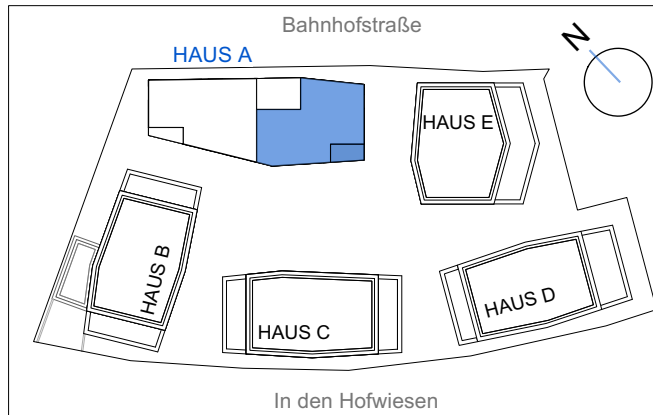 Bahnhofstraße
HAUS A
N
HAUS E
HAUS B
HAUS C
HAUS D
In den Hofwiesen